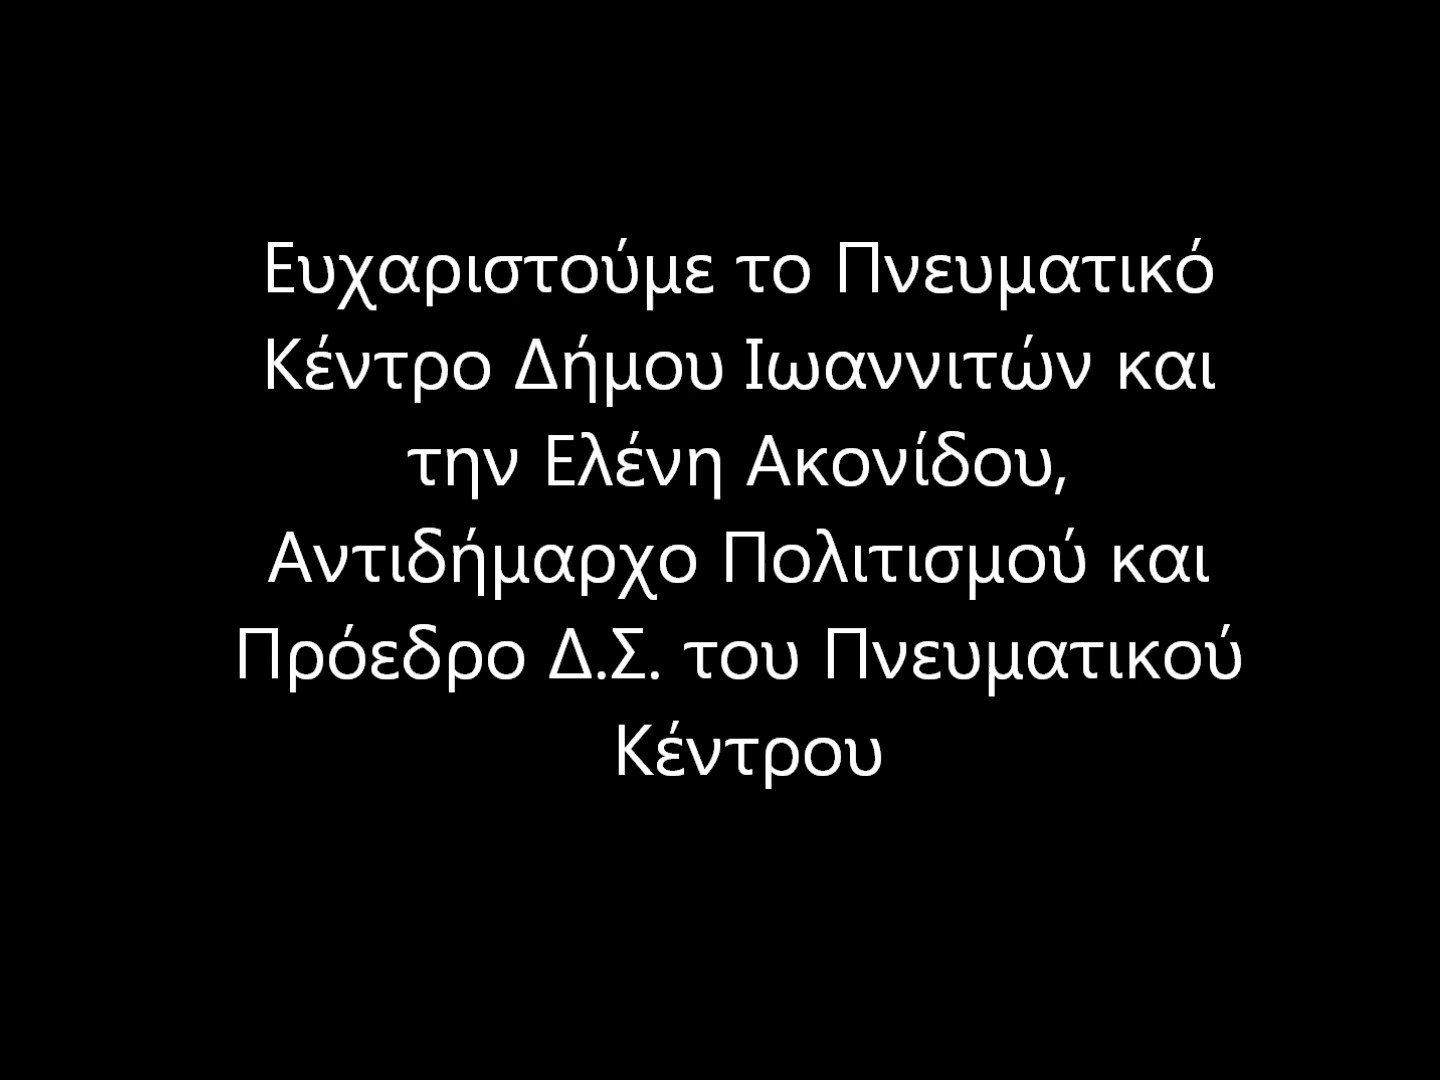 Ευχαριστούμε το Πνευματικό
Κέντρο Δήμου Ιωαννιτών και
την Ελένη Ακονίδου,
Αντιδήμαρχο Πολιτισμού και
Πρόεδρο Δ.Σ. του Πνευματικού
Κέντρου